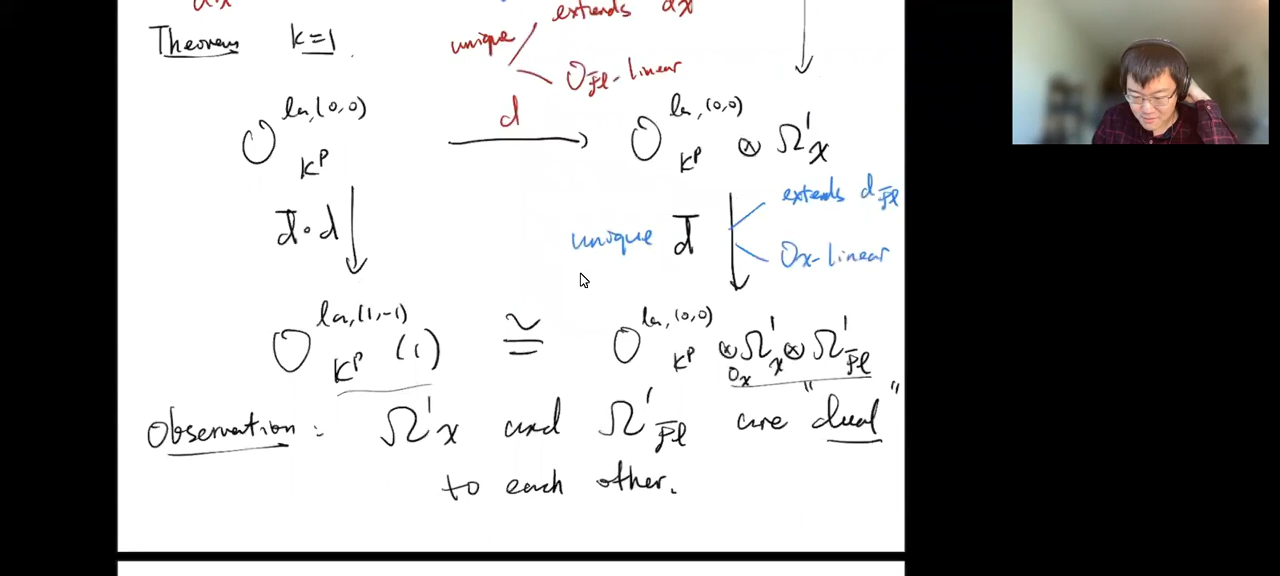 extends dx
Theorem k=1.
unique
O_Fl-linear
O^{la,(0,0)}_{K^p} d O^{la,(0,0)}_{K^p} ⊗ Ω^1_X
extends d_Fl
d̄∘d unique d̄
O_X-linear
O^{la,(1,-1)}_{K^p}(1) ≅ O^{la,(0,0)}_{K^p} ⊗_{O_X} Ω^1_X ⊗ Ω^1_Fl
Observation: Ω^1_X and Ω^1_Fl are "dual"
to each other.